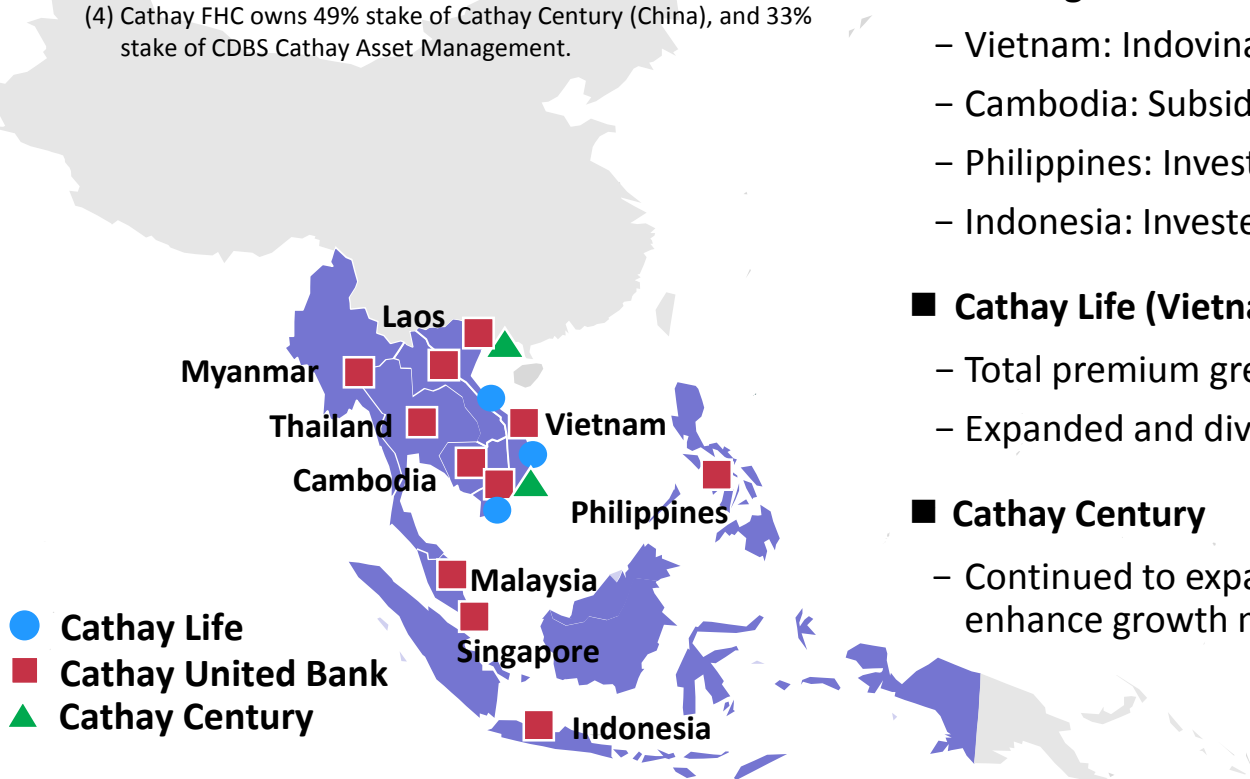 (4) Cathay FHC owns 49% stake of Cathay Century (China), and 33%
stake of CDBS Cathay Asset Management.
Laos
Myanmar
Thailand
Vietnam
Cambodia
Philippines
Malaysia
Singapore
Indonesia
Cathay Life
Cathay United Bank
Cathay Century
– Vietnam: Indovina
– Cambodia: Subsid
– Philippines: Invest
– Indonesia: Investe
■ Cathay Life (Vietna
– Total premium gre
– Expanded and div
■ Cathay Century
– Continued to expa
enhance growth